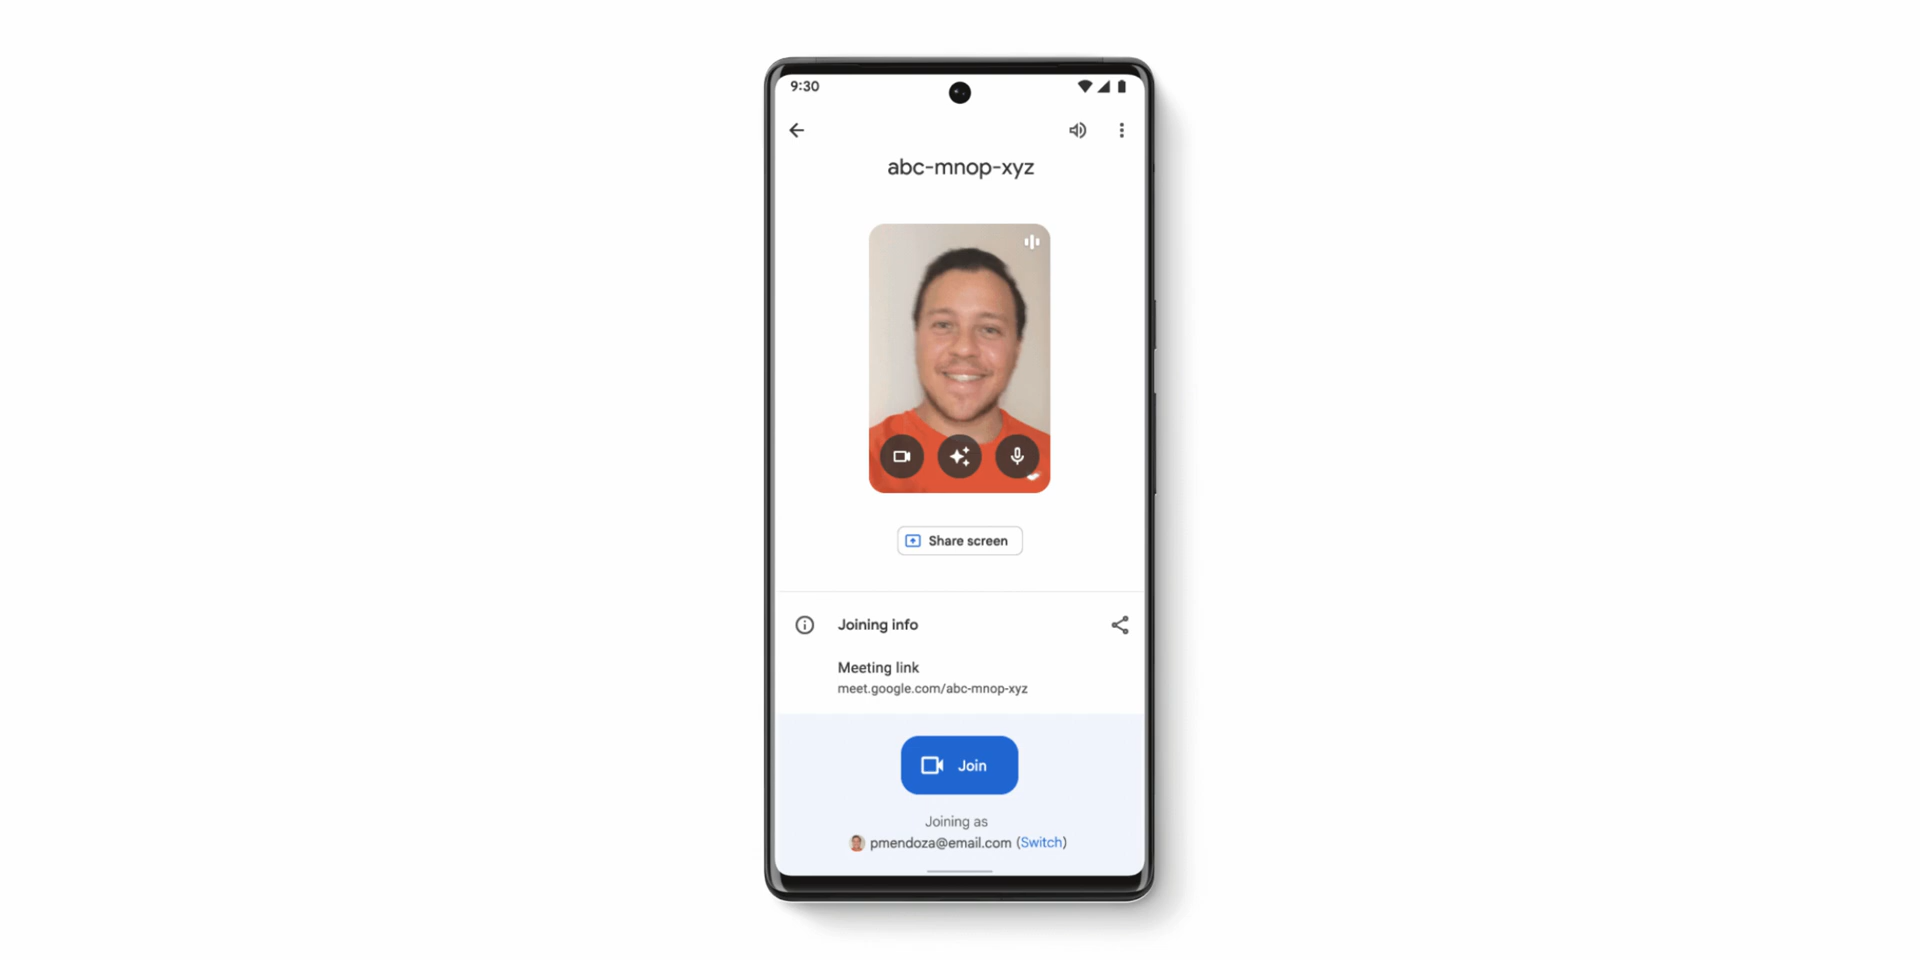 9:30
abc-mnop-xyz
Share screen
Joining info
Meeting link
meet.google.com/abc-mnop-xyz
Join
Joining as
pmendoza@email.com (Switch)